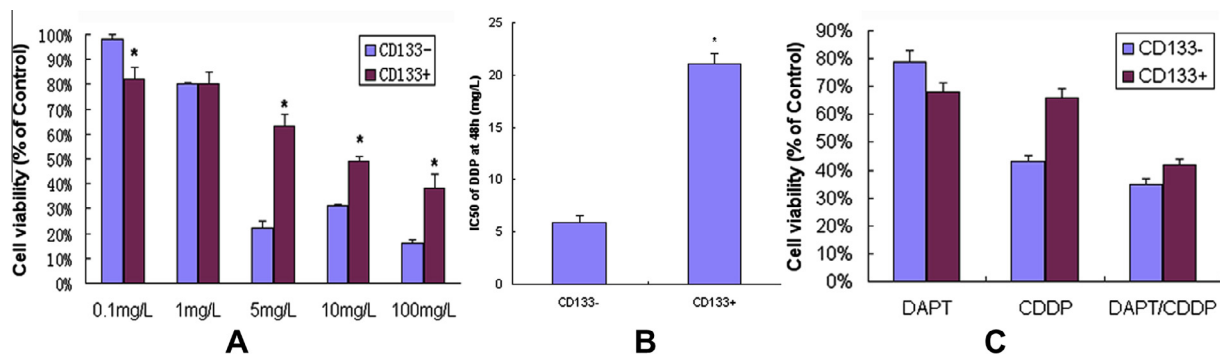 Cell viability (% of Control)
100%
90%
80%
70%
60%
50%
40%
30%
20%
10%
0%
CD133-
CD133+
*
*
*
*
0.1mg/L 1mg/L 5mg/L 10mg/L 100mg/L
A
IC50 of DDP at 48h (mg/L)
25
20
15
10
5
0
*
CD133- CD133+
B
Cell viability (% of Control)
90%
80%
70%
60%
50%
40%
30%
20%
10%
0%
CD133-
CD133+
DAPT CDDP DAPT/CDDP
C